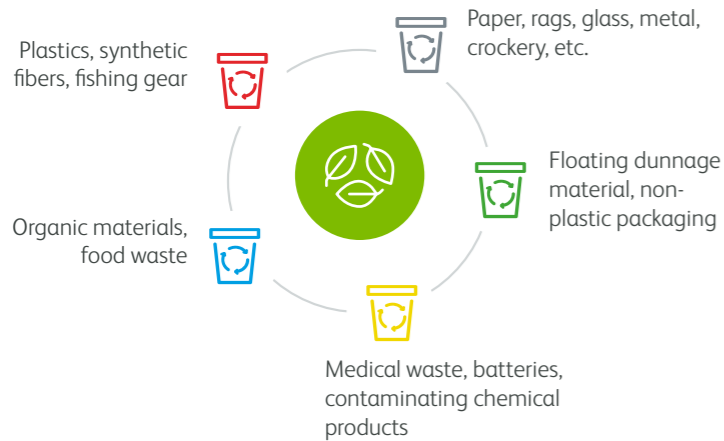 Paper, rags, glass, metal,
crockery, etc.
Plastics, synthetic
fibers, fishing gear
Floating dunnage
material, non-
plastic packaging
Organic materials,
food waste
Medical waste, batteries,
contaminating chemical
products